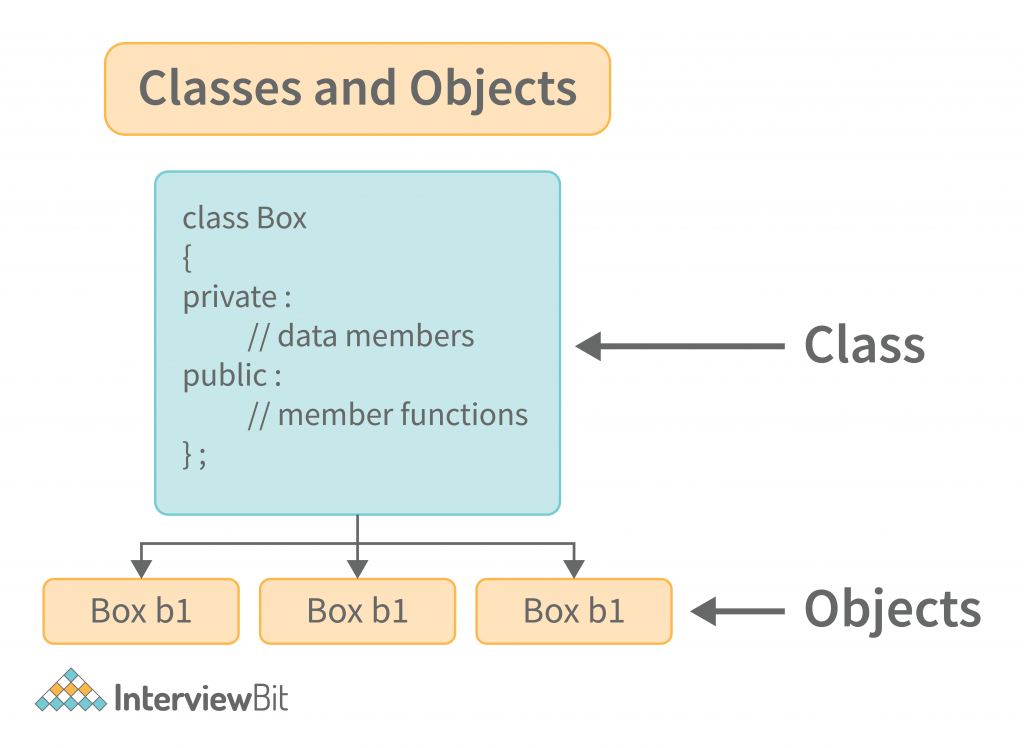 Classes and Objects
class Box
{
private :
// data members
public :
// member functions
} ;
Class
Box b1
Box b1
Box b1
Objects
InterviewBit